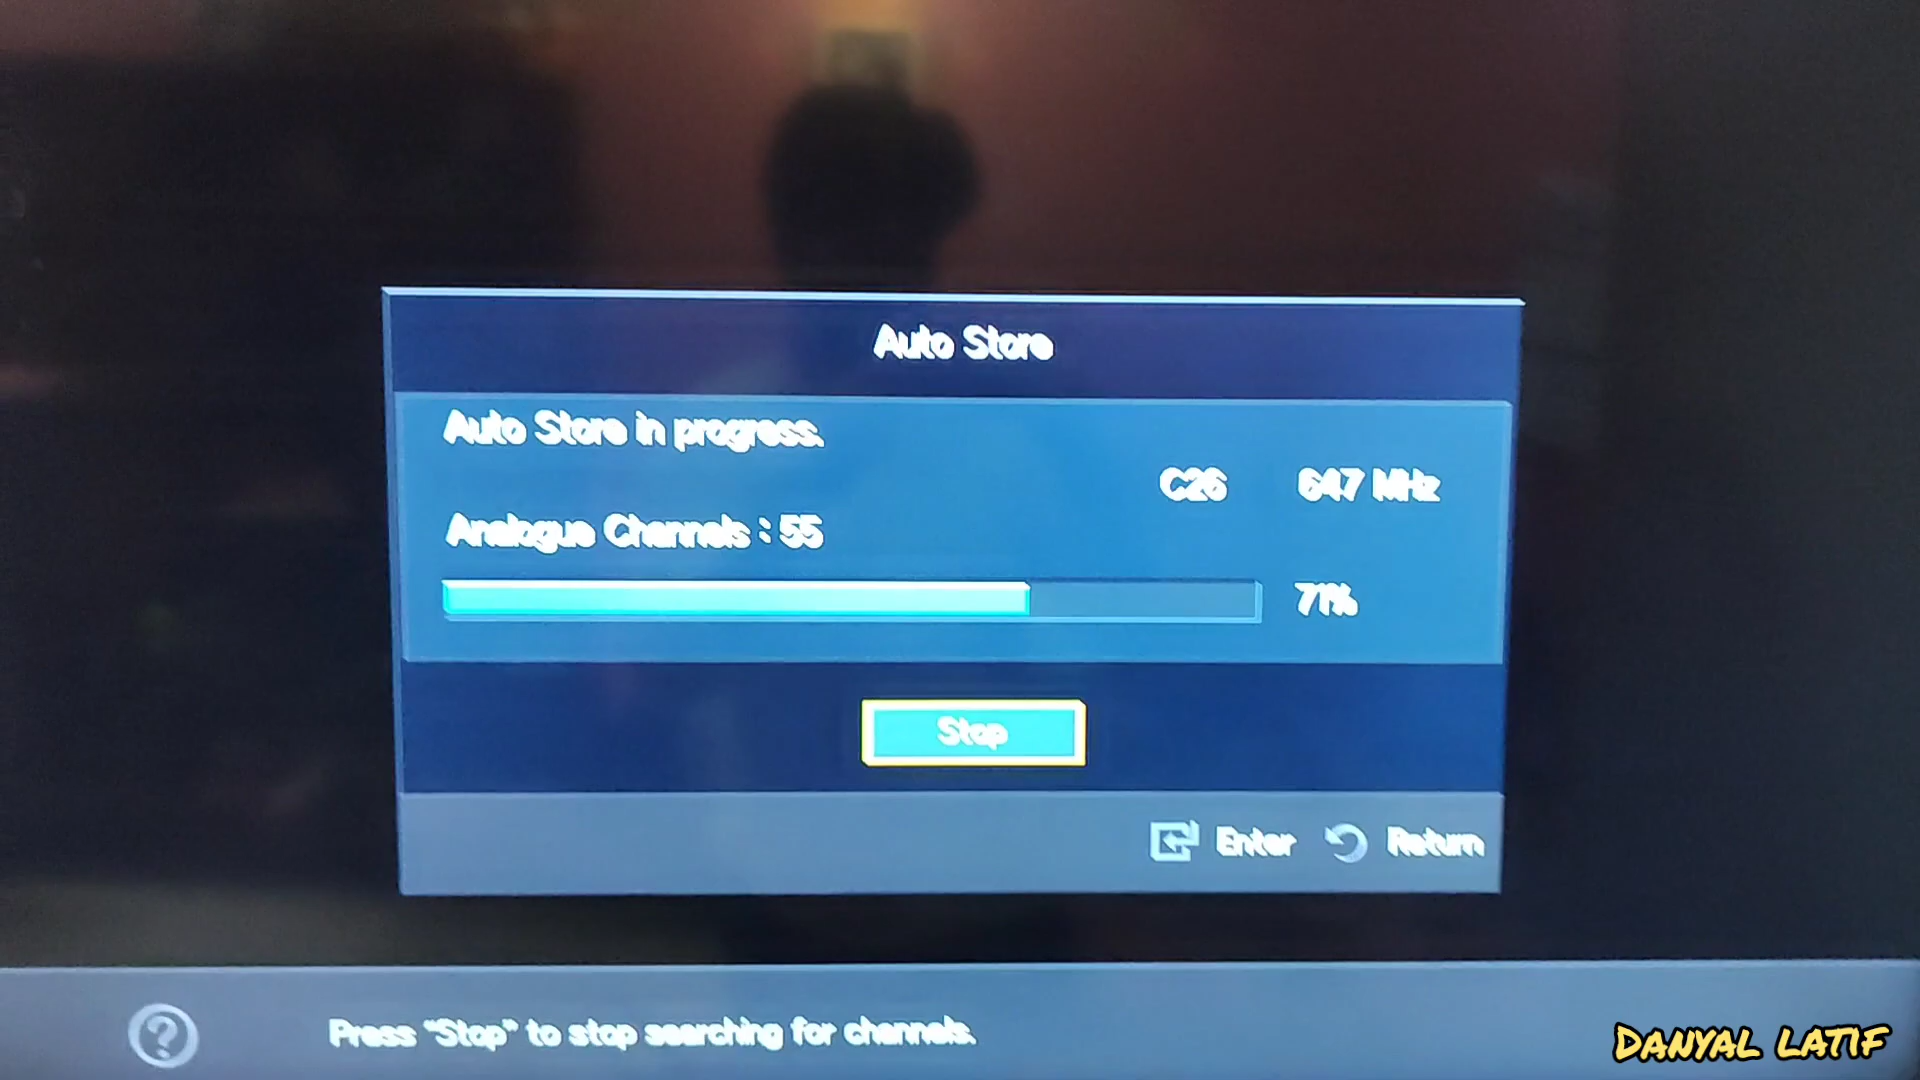 Auto Store
Auto Store in progress.
C26 647 MHz
Analogue Channels : 55
71%
Stop
Enter Return
Press "Stop" to stop searching for channels.
DANYAL LATIF